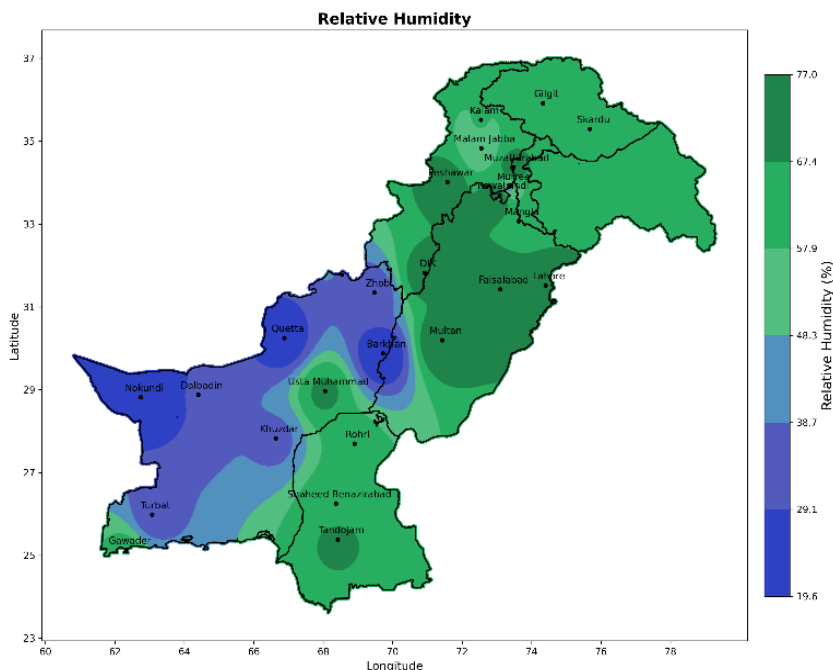 Relative Humidity
37
35
33
31
29
27
25
23
Latitude
60
62
64
66
68
70
72
74
76
78
Longitude
Gilgit
Kalam
Skardu
Malam Jabba
Muzaffarabad
Peshawar
Murree
Mangla
DIK
Zhob
Faisalabad
Lahore
Quetta
Multan
Barkhan
Nokundi
Dalbadin
Usta Muhammad
Khuzdar
Rohri
Shaheed Benazirabad
Turbat
Tandojam
Gawader
77.0
67.4
57.9
48.3
38.7
29.1
19.6
Relative Humidity (%)